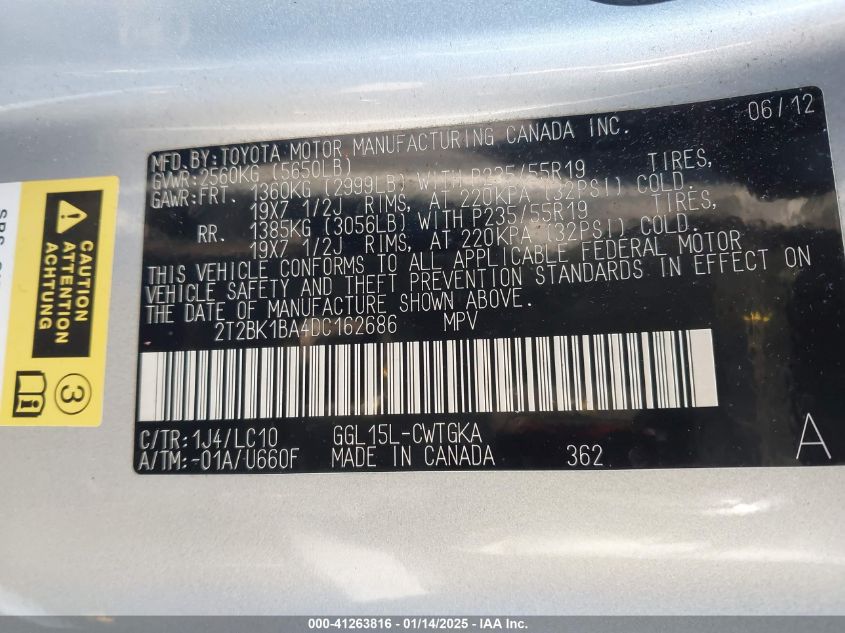 06/12
MFD. BY: TOYOTA MOTOR MANUFACTURING CANADA INC.
GVWR: 2560KG (5650LB)
GAWR: FRT. 1360KG (2999LB) WITH P235/55R19 TIRES,
19X7 1/2J RIMS, AT 220KPA (32PSI) COLD.
RR. 1385KG (3056LB) WITH P235/55R19 TIRES,
19X7 1/2J RIMS, AT 220KPA (32PSI) COLD.
THIS VEHICLE CONFORMS TO ALL APPLICABLE FEDERAL MOTOR
VEHICLE SAFETY AND THEFT PREVENTION STANDARDS IN EFFECT ON
THE DATE OF MANUFACTURE SHOWN ABOVE.
2T2BK1BA4DC162686 MPV
C/TR: 1J4/LC10 GGL15L-CWTGKA
A/TM: -01A/U660F MADE IN CANADA 362
A
CAUTION
ATTENTION
ACHTUNG
3
i
000-41263816 - 01/14/2025 - IAA Inc.